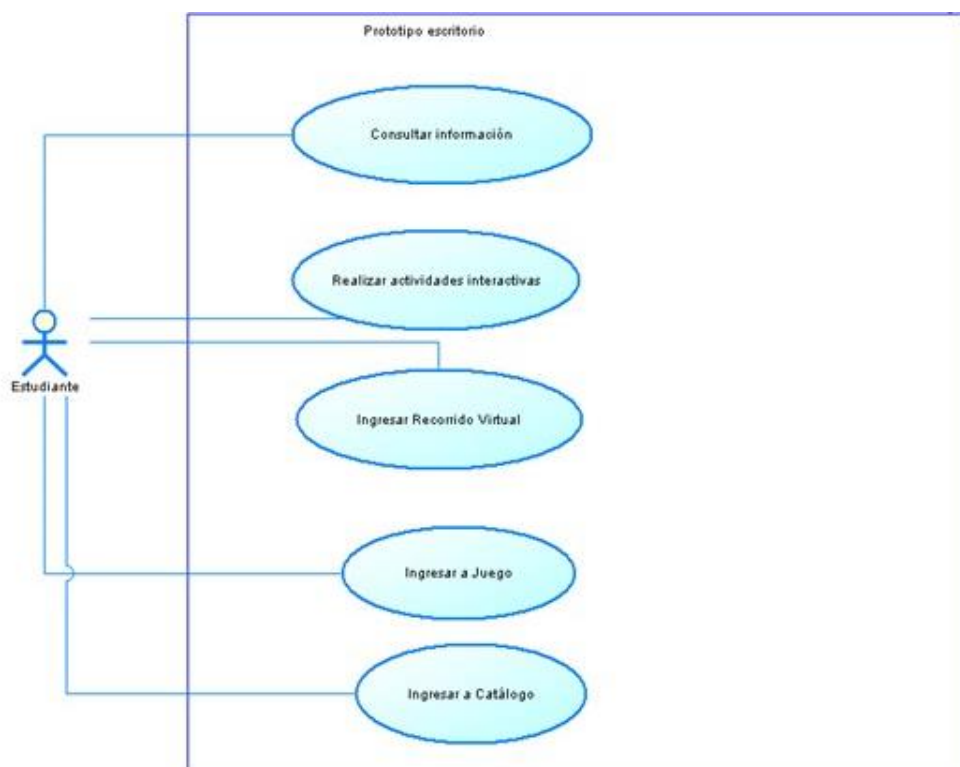 Prototipo escritorio
Consultar información
Realizar actividades interactivas
Estudiante
Ingresar Recorrido Virtual
Ingresar a Juego
Ingresar a Catálogo